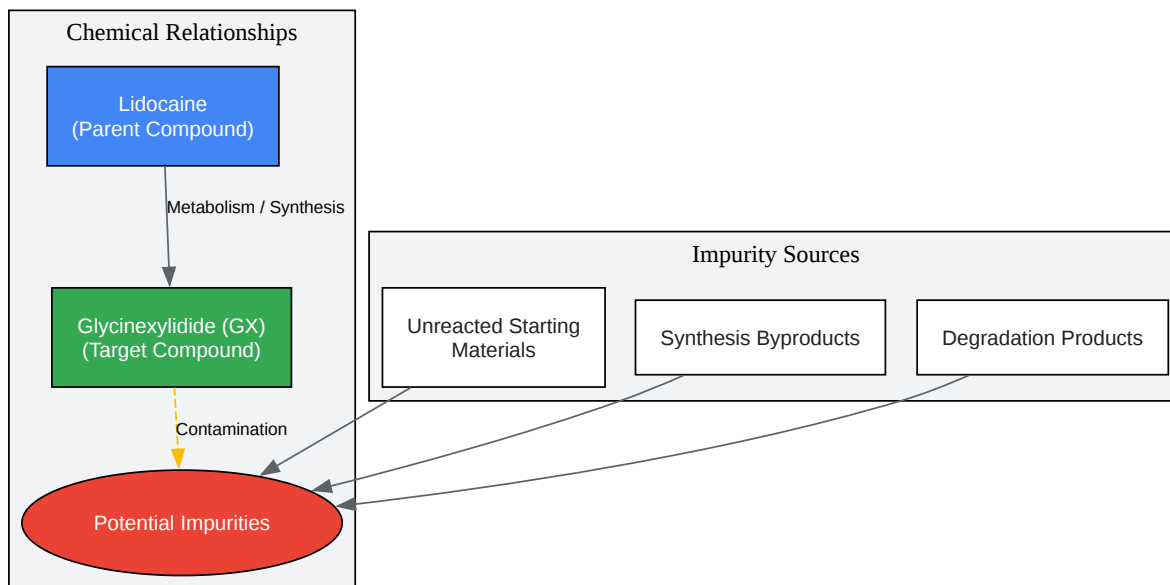 Chemical Relationships
Lidocaine
(Parent Compound)
Metabolism / Synthesis
Glycinexylidide (GX)
(Target Compound)
Contamination
Potential Impurities
Impurity Sources
Unreacted Starting
Materials
Synthesis Byproducts
Degradation Products